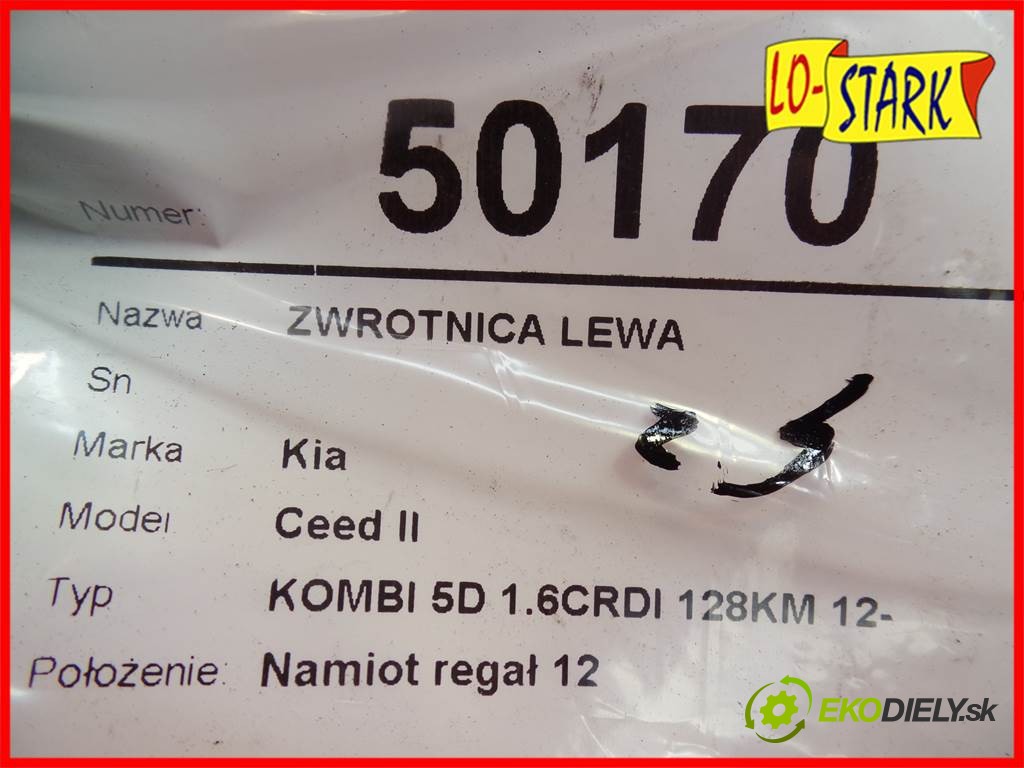 LO-STARK
Numer: 50170
Nazwa ZWROTNICA LEWA
Sn
25
Marka Kia
Model Ceed II
Typ KOMBI 5D 1.6CRDI 128KM 12-
Położenie: Namiot regał 12
EKODIELY.sk